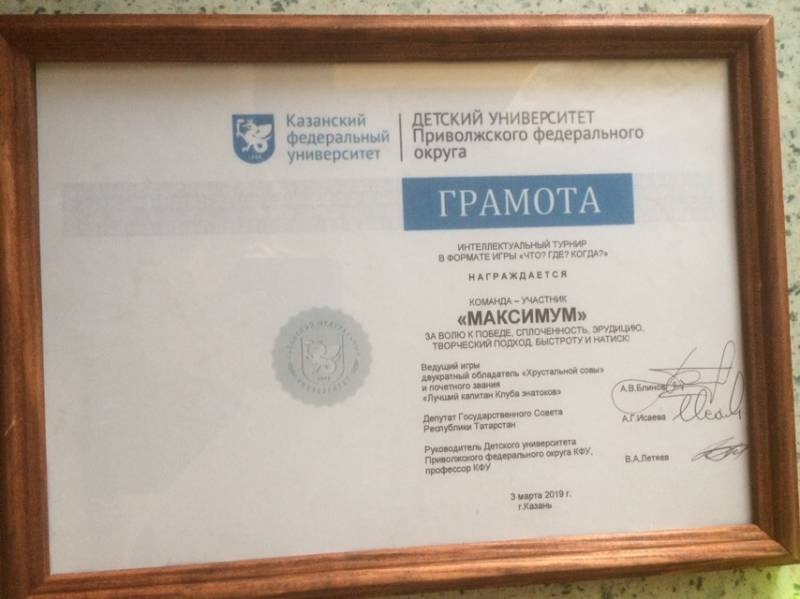 Казанский
федеральный
университет
ДЕТСКИЙ УНИВЕРСИТЕТ
Приволжского федерального
округа
ГРАМОТА
ИНТЕЛЛЕКТУАЛЬНЫЙ ТУРНИР
В ФОРМАТЕ ИГРЫ «ЧТО? ГДЕ? КОГДА?»
НАГРАЖДАЕТСЯ
КОМАНДА – УЧАСТНИК
«МАКСИМУМ»
ЗА ВОЛЮ К ПОБЕДЕ, СПЛОЧЕННОСТЬ, ЭРУДИЦИЮ,
ТВОРЧЕСКИЙ ПОДХОД, БЫСТРОТУ И НАТИСК!
Ведущий игры
двукратный обладатель «Хрустальной совы»
и почетного звания
«Лучший капитан Клуба знатоков»
А.В.Блинов
Депутат Государственного Совета
Республики Татарстан
А.Г.Исаева
Руководитель Детского университета
Приволжского федерального округа КФУ,
профессор КФУ
В.А.Летяев
3 марта 2019 г.
г.Казань